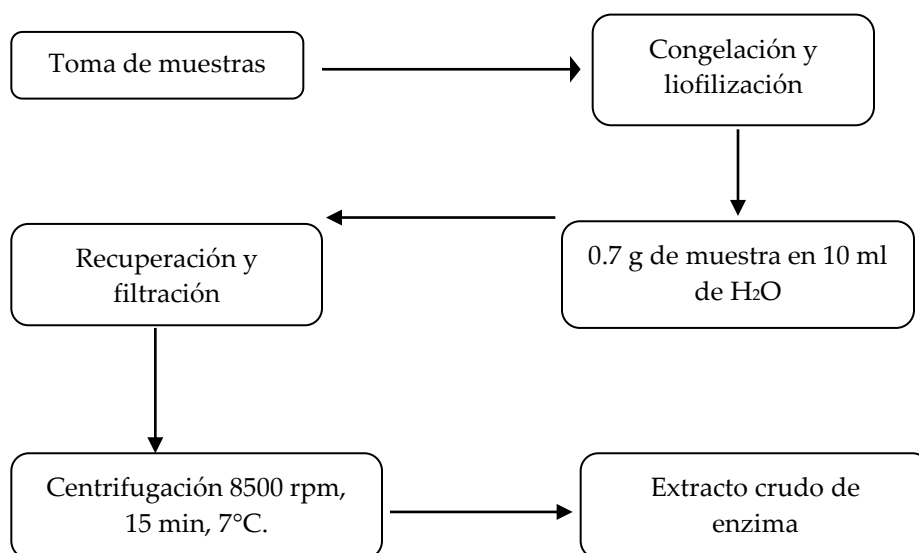 Toma de muestras
Congelación y
liofilización
0.7 g de muestra en 10 ml
de H₂O
Recuperación y
filtración
Centrifugación 8500 rpm,
15 min, 7°C.
Extracto crudo de
enzima